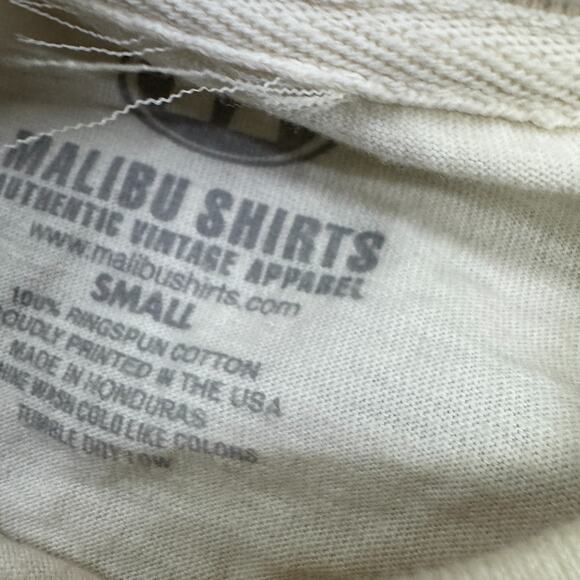 MALIBU SHIRTS
AUTHENTIC VINTAGE APPAREL
www.malibushirts.com
SMALL
100% RINGSPUN COTTON
OUDLY PRINTED IN THE USA
MADE IN HONDURAS
HINE WASH COLD LIKE COLORS
TUMBLE DRY LOW